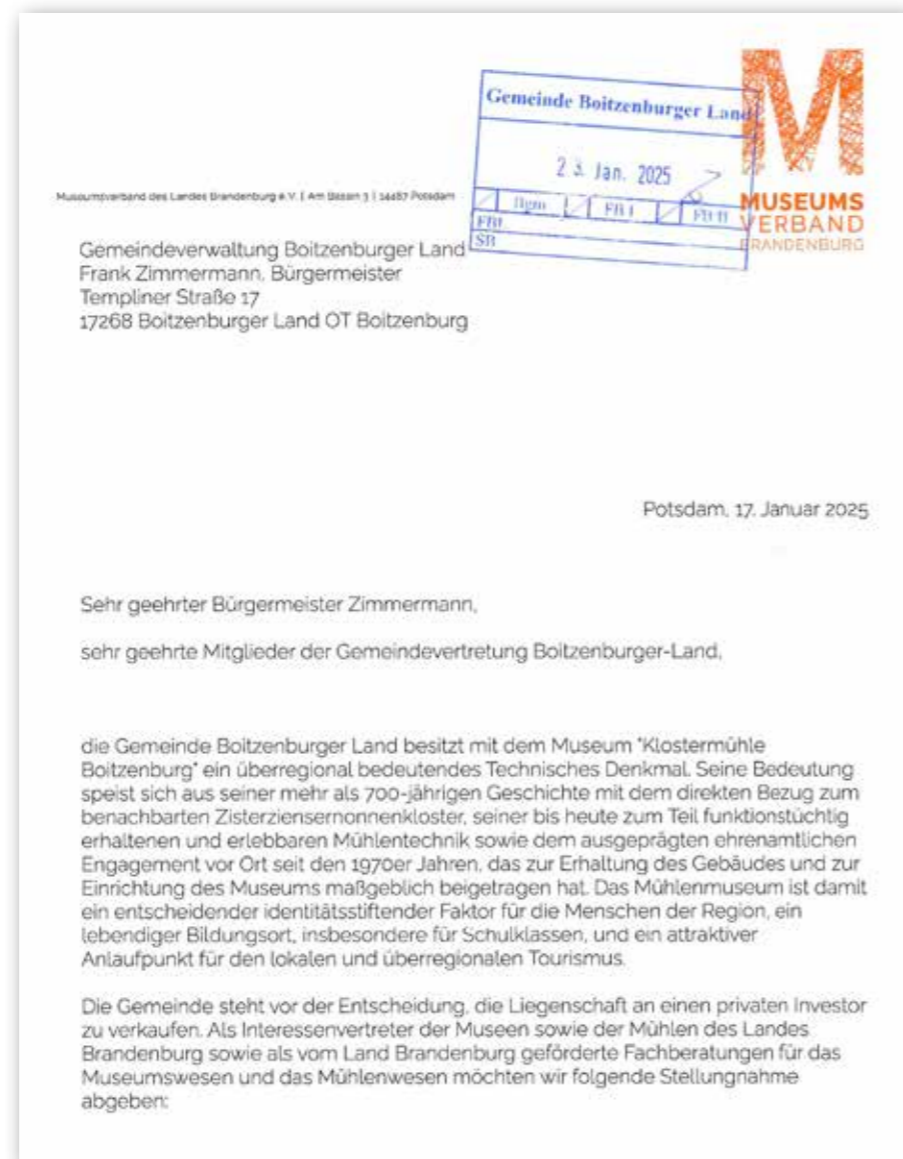 Gemeinde Boitzenburger Land
23. Jan. 2025
Bgm FB I FB II
FBL
SB
MUSEUMS
VERBAND
BRANDENBURG
Museumsverband des Landes Brandenburg e.V. | Am Bassin 3 | 14467 Potsdam
Gemeindeverwaltung Boitzenburger Land
Frank Zimmermann, Bürgermeister
Templiner Straße 17
17268 Boitzenburger Land OT Boitzenburg
Potsdam, 17. Januar 2025
Sehr geehrter Bürgermeister Zimmermann,
sehr geehrte Mitglieder der Gemeindevertretung Boitzenburger-Land,
die Gemeinde Boitzenburger Land besitzt mit dem Museum "Klostermühle
Boitzenburg" ein überregional bedeutendes Technisches Denkmal. Seine Bedeutung
speist sich aus seiner mehr als 700-jährigen Geschichte mit dem direkten Bezug zum
benachbarten Zisterziensernonnenkloster, seiner bis heute zum Teil funktionstüchtig
erhaltenen und erlebbaren Mühlentechnik sowie dem ausgeprägten ehrenamtlichen
Engagement vor Ort seit den 1970er Jahren, das zur Erhaltung des Gebäudes und zur
Einrichtung des Museums maßgeblich beigetragen hat. Das Mühlenmuseum ist damit
ein entscheidender identitätsstiftender Faktor für die Menschen der Region, ein
lebendiger Bildungsort, insbesondere für Schulklassen, und ein attraktiver
Anlaufpunkt für den lokalen und überregionalen Tourismus.
Die Gemeinde steht vor der Entscheidung, die Liegenschaft an einen privaten Investor
zu verkaufen. Als Interessenvertreter der Museen sowie der Mühlen des Landes
Brandenburg sowie als vom Land Brandenburg geförderte Fachberatungen für das
Museumswesen und das Mühlenwesen möchten wir folgende Stellungnahme
abgeben: